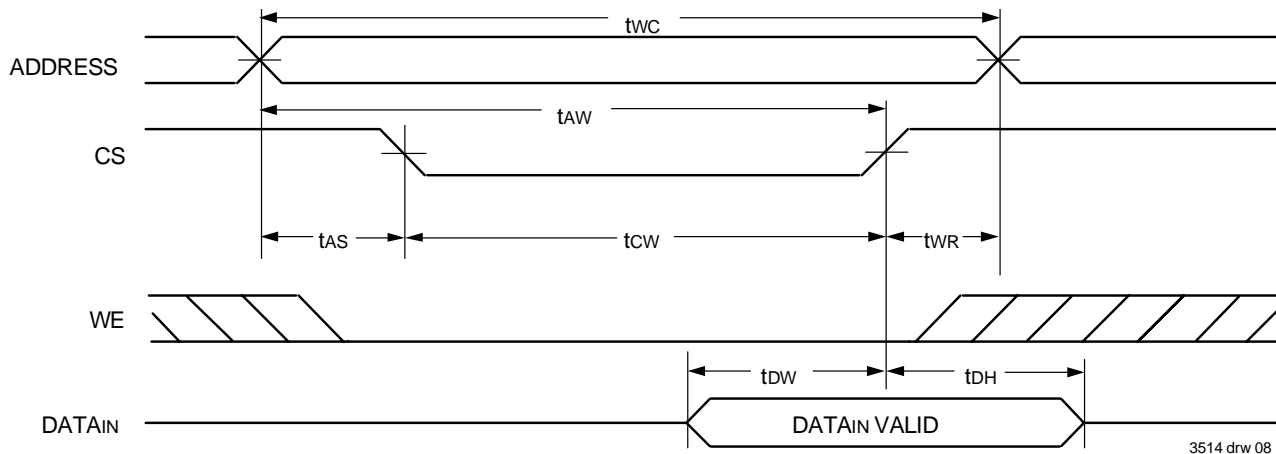 tWC
ADDRESS
tAW
CS
tAS
tCW
tWR
WE
tDW
tDH
DATAIN
DATAIN VALID
3514 drw 08